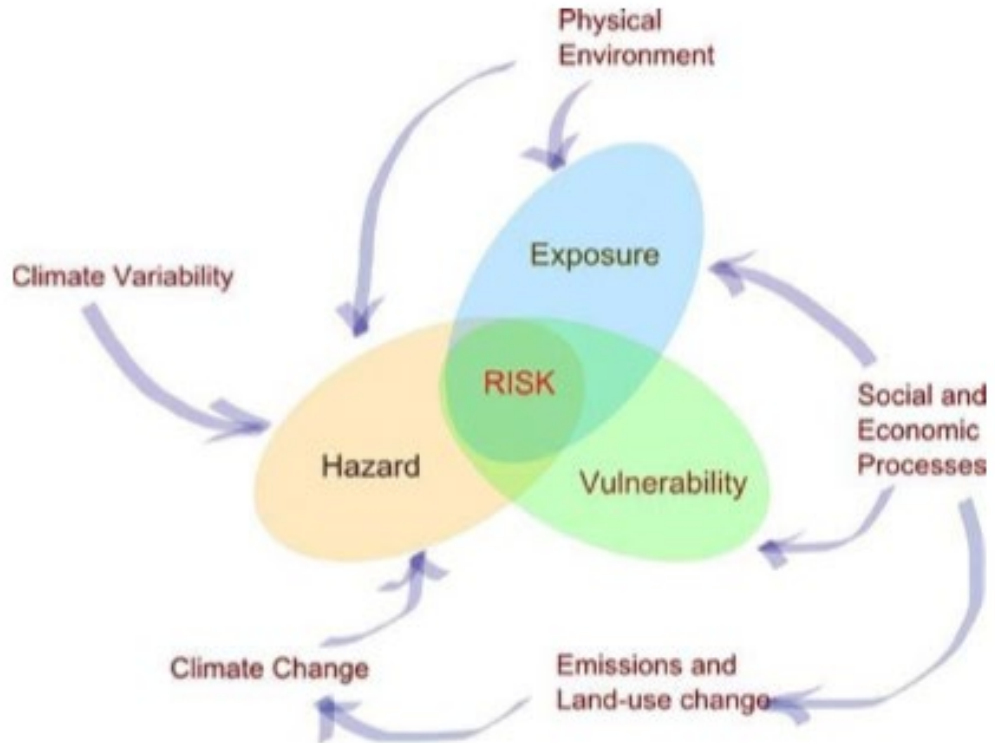 Physical
Environment
Exposure
Climate Variability
RISK
Social and
Economic
Processes
Hazard
Vulnerability
Climate Change
Emissions and
Land-use change